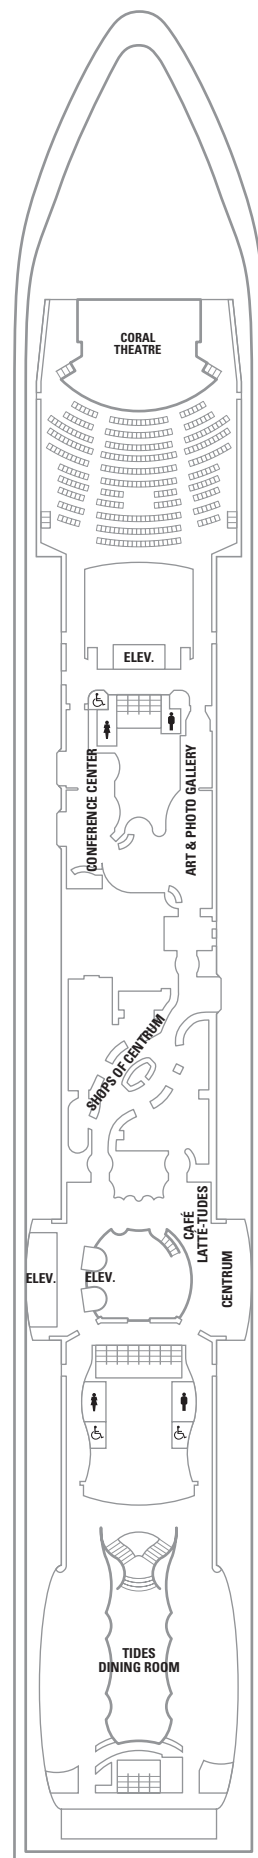 CORAL
THEATRE
ELEV.
CONFERENCE CENTER
ART & PHOTO GALLERY
SHOPS OF CENTRUM
CAFÉ
LATTE-TUDES
ELEV.
ELEV.
CENTRUM
TIDES
DINING ROOM